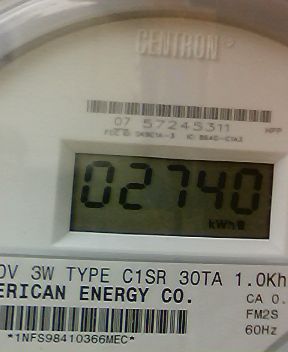 CENTRON
07 57245311
HPP
02740
kWh
0V 3W TYPE C1SR 30TA 1.0Kh
ERICAN ENERGY CO.
CA 0.
FM2S
60Hz
*1NFS98410366MEC*